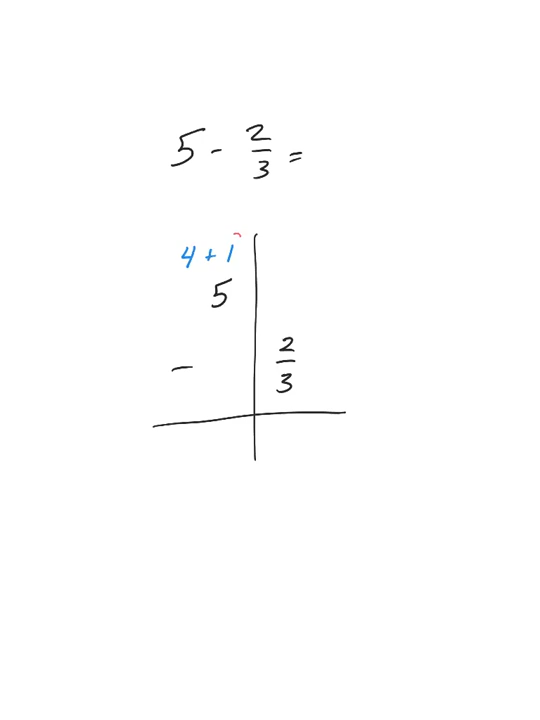 5 - 2/3 =
4 + 1
5
- 2/3